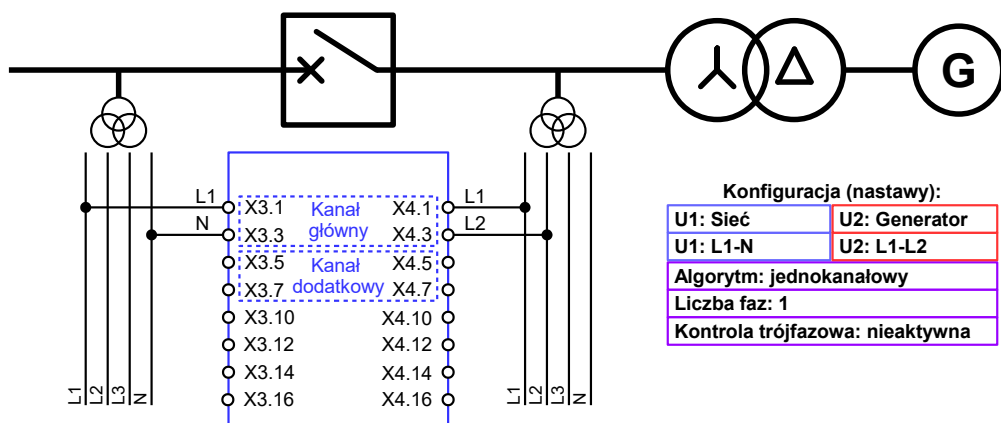 G
L1
X3.1
Kanał
X4.1
L1
N
X3.3
główny
X4.3
L2
X3.5
Kanał
X4.5
X3.7
dodatkowy
X4.7
X3.10
X4.10
X3.12
X4.12
X3.14
X4.14
X3.16
X4.16
L1
L2
L3
N
L1
L2
L3
N
Konfiguracja (nastawy):
U1: Sieć
U2: Generator
U1: L1-N
U2: L1-L2
Algorytm: jednokanałowy
Liczba faz: 1
Kontrola trójfazowa: nieaktywna